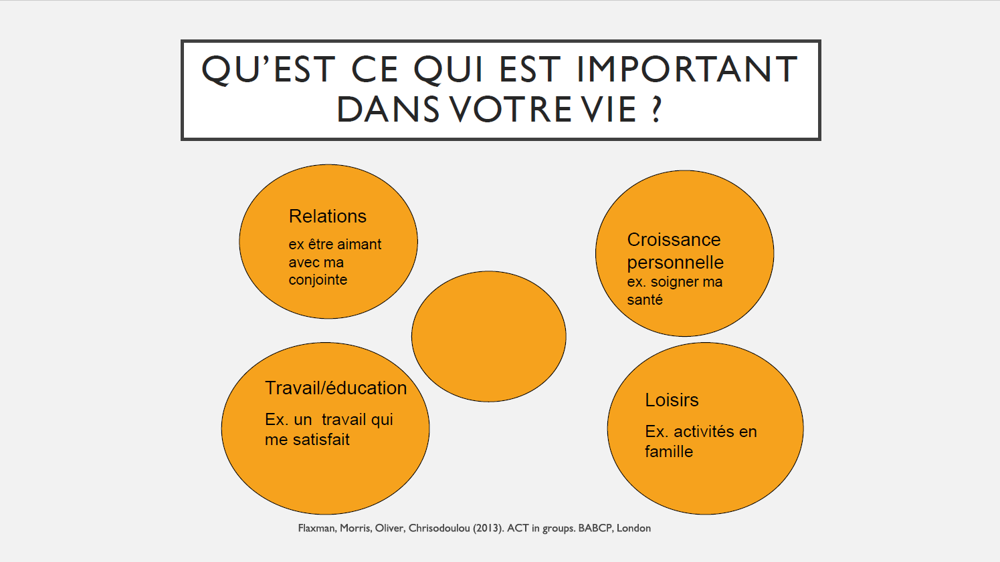 QU’EST CE QUI EST IMPORTANT
DANS VOTRE VIE ?
Relations
ex être aimant
avec ma
conjointe
Croissance
personnelle
ex. soigner ma
santé
Travail/éducation
Ex. un  travail qui
me satisfait
Loisirs
Ex. activités en
famille
Flaxman, Morris, Oliver, Chrisodoulou (2013). ACT in groups. BABCP, London